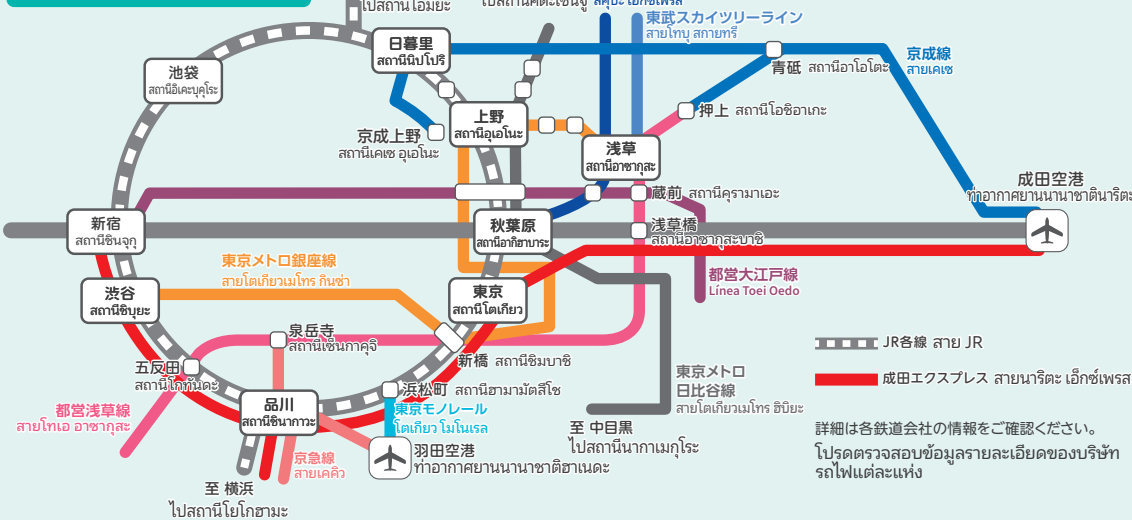 ไปสถานีโอมิยะ
日暮里
สถานีนิปโปริ
東武スカイツリーライン
สายโทบุ สกายทรี
池袋
สถานีอิเคะบุคุโระ
京成線
สายเคเซ
青砥 สถานีอาโอโตะ
押上 สถานีโอชิอาเกะ
上野
สถานีอุเอโนะ
京成上野
สถานีเคเซ อุเอโนะ
浅草
สถานีอาซากุสะ
成田空港
ท่าอากาศยานนานาชาตินาริตะ
蔵前 สถานีคุรามาเอะ
新宿
สถานีชินจุกุ
秋葉原
สถานีอากิฮาบาระ
浅草橋
สถานีอาซากุสะบาชิ
東京メトロ銀座線
สายโตเกียวเมโทร กินซ่า
都営大江戸線
Línea Toei Oedo
渋谷
สถานีชิบุยะ
東京
สถานีโตเกียว
泉岳寺
สถานีเซ็นกาคุจิ
新橋 สถานีชิมบาชิ
JR各線 สาย JR
五反田
สถานีโกทันดะ
浜松町 สถานีฮามามัตสึโช
東京メトロ
日比谷線
สายโตเกียวเมโทร ฮิบิยะ
成田エクスプレス สายนาริตะ เอ็กซ์เพรส
都営浅草線
สายโทเอ อาซากุสะ
品川
สถานีชินากาวะ
東京モノレール
โตเกียว โมโนเรล
至 中目黒
ไปสถานีนากาเมกุโระ
詳細は各鉄道会社の情報をご確認ください。
โปรดตรวจสอบข้อมูลรายละเอียดของบริษัท
รถไฟแต่ละแห่ง
京急線
สายเคคิว
羽田空港
ท่าอากาศยานนานาชาติฮาเนดะ
至 横浜
ไปสถานีโยโกฮามะ